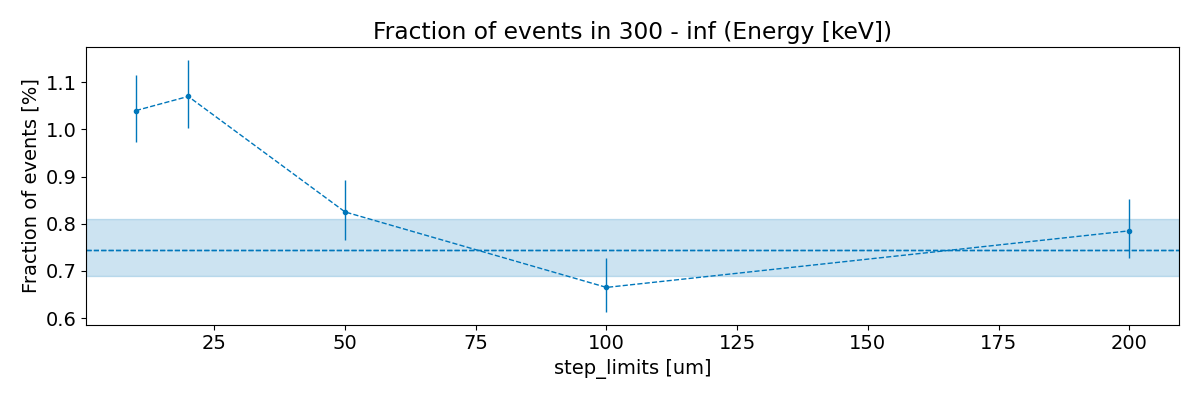 Fraction of events in 300 - inf (Energy [keV])
Fraction of events [%]
1.1
1.0
0.9
0.8
0.7
0.6
25 50 75 100 125 150 175 200
step_limits [um]